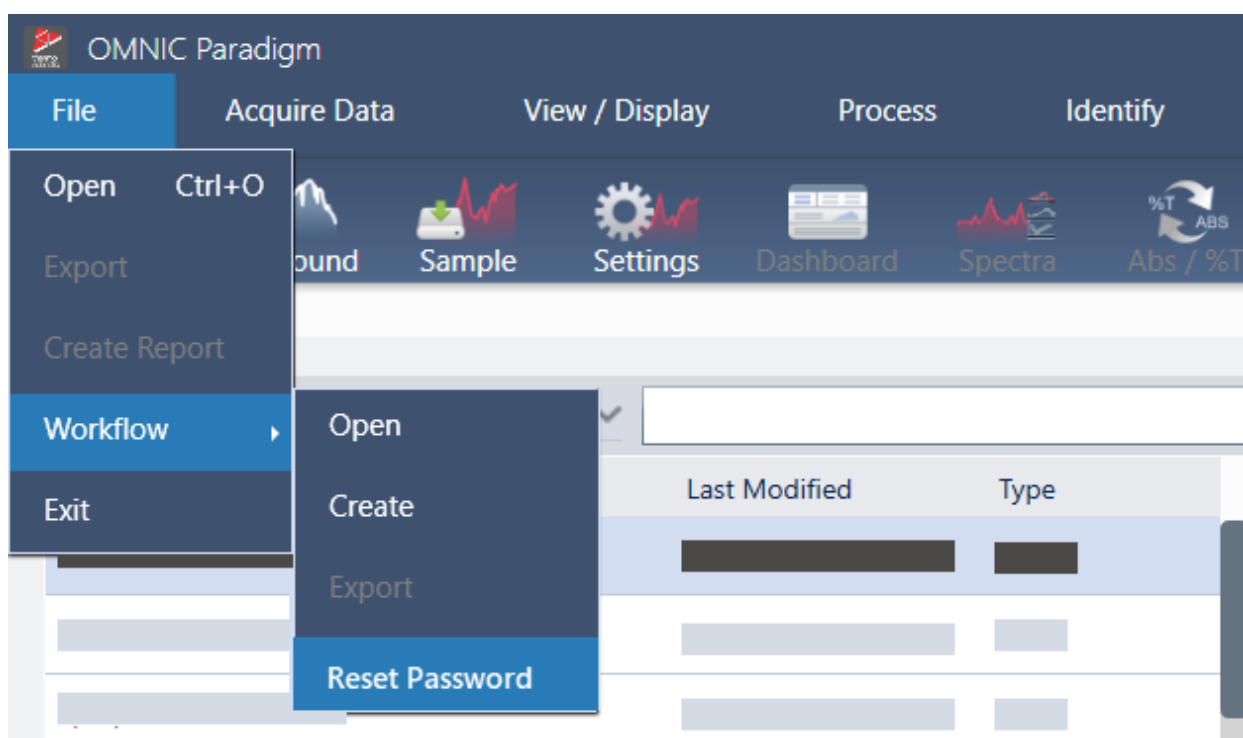 OMNIC Paradigm
File Acquire Data View / Display Process Identify
Open Ctrl+O
Export
Create Report
Workflow
Exit
ound Sample Settings Dashboard Spectra Abs / %T
%T ABS
Open
Create
Export
Reset Password
Last Modified Type